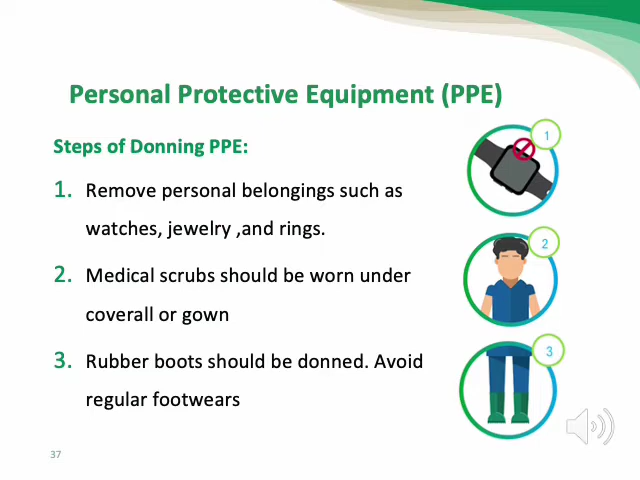 Personal Protective Equipment (PPE)
Steps of Donning PPE:
1. Remove personal belongings such as
watches, jewelry ,and rings.
2. Medical scrubs should be worn under
coverall or gown
3. Rubber boots should be donned. Avoid
regular footwears
1
2
3
37